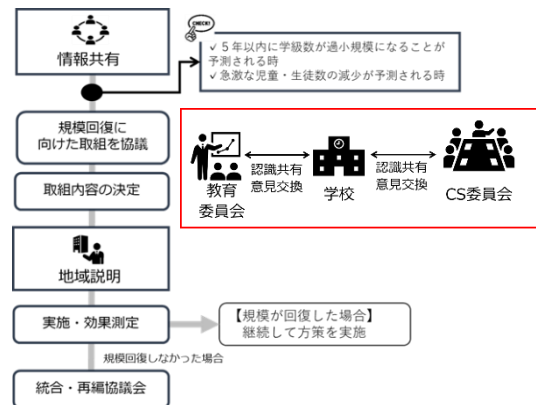 情報共有
CHECK!
✓５年以内に学級数が過小規模になることが
予測される時
✓急激な児童・生徒数の減少が予測される時
規模回復に
向けた取組を協議
取組内容の決定
認識共有
意見交換
認識共有
意見交換
教育
委員会
学校
CS委員会
地域説明
実施・効果測定
【規模が回復した場合】
継続して方策を実施
規模回復しなかった場合
統合・再編協議会